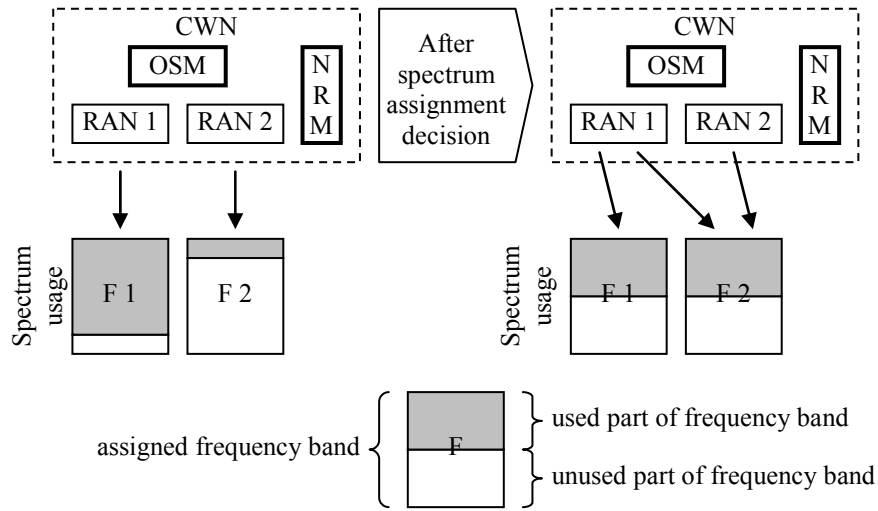 CWN
OSM
N
R
M
RAN 1
RAN 2
After
spectrum
assignment
decision
CWN
OSM
N
R
M
RAN 1
RAN 2
Spectrum
usage
F 1
F 2
Spectrum
usage
F 1
F 2
assigned frequency band
F
used part of frequency band
unused part of frequency band